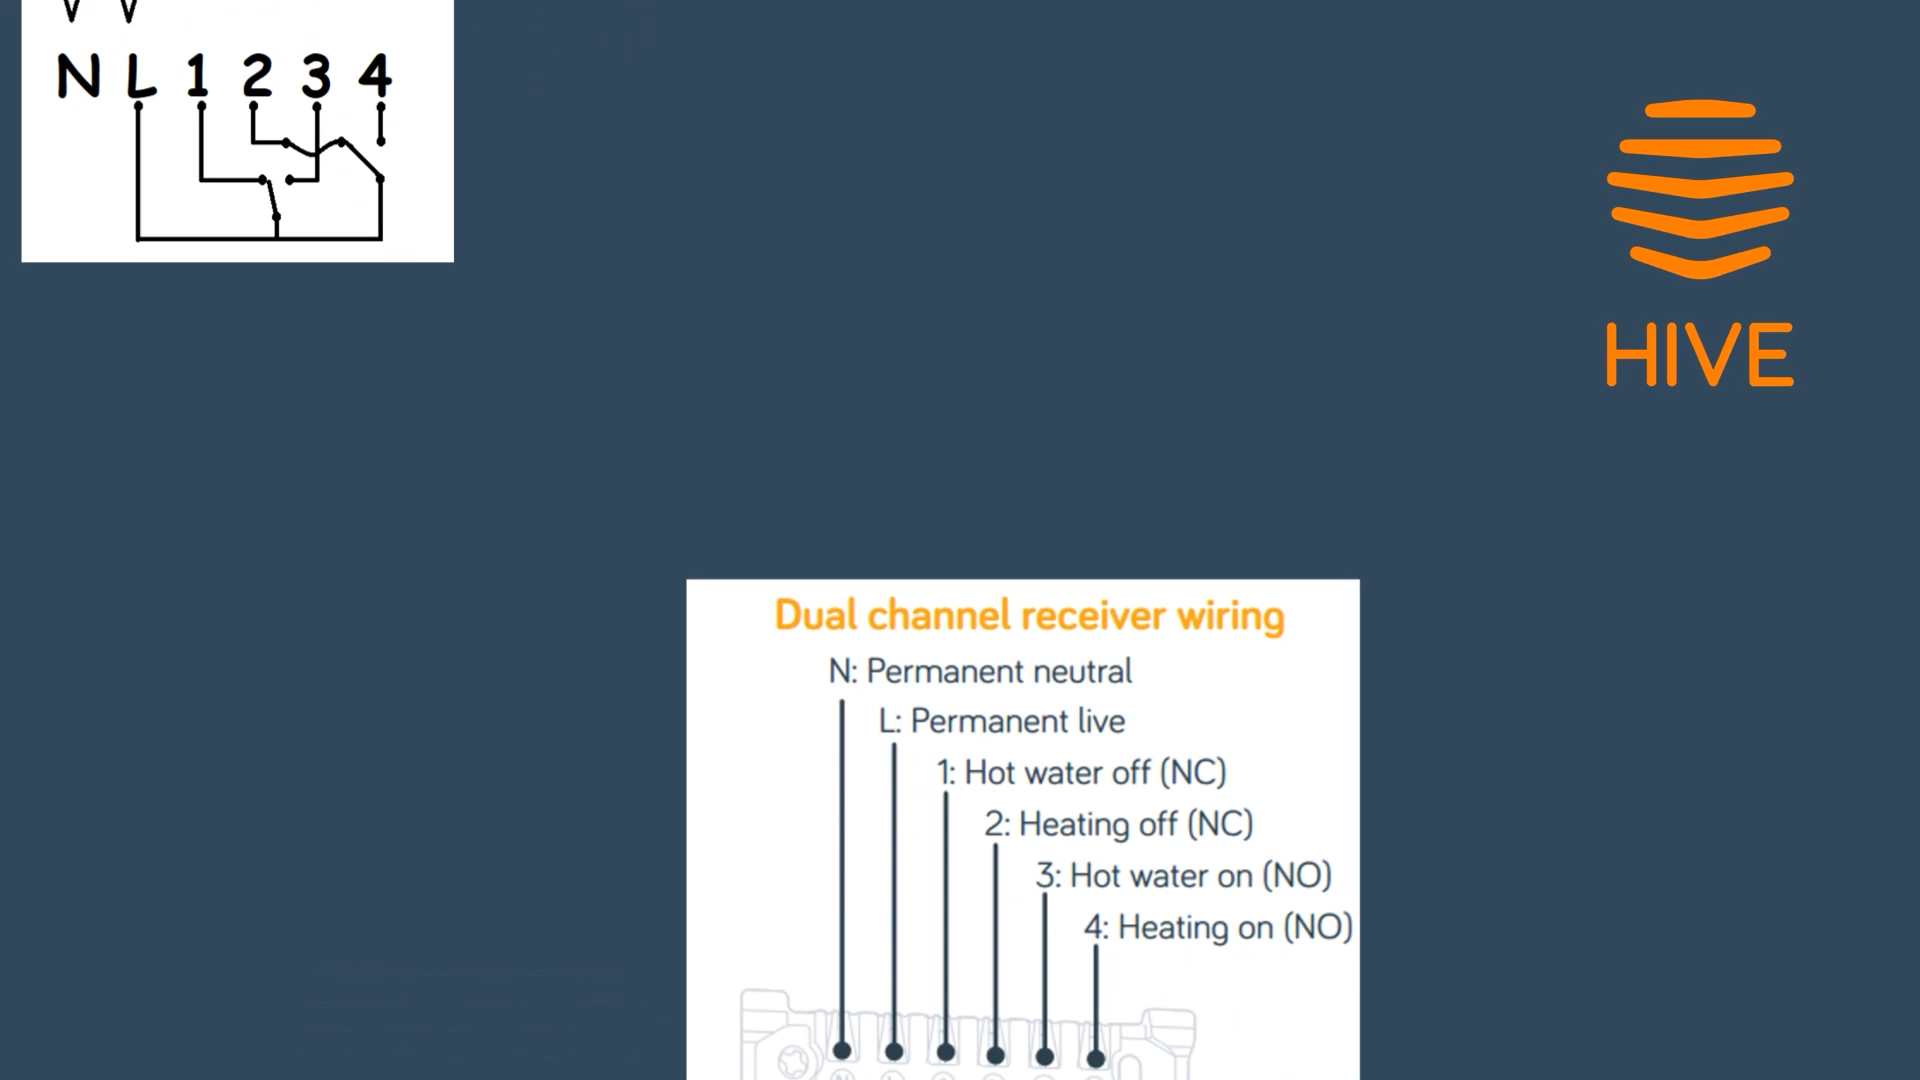 N L 1 2 3 4
HIVE
Dual channel receiver wiring
N: Permanent neutral
L: Permanent live
1: Hot water off (NC)
2: Heating off (NC)
3: Hot water on (NO)
4: Heating on (NO)